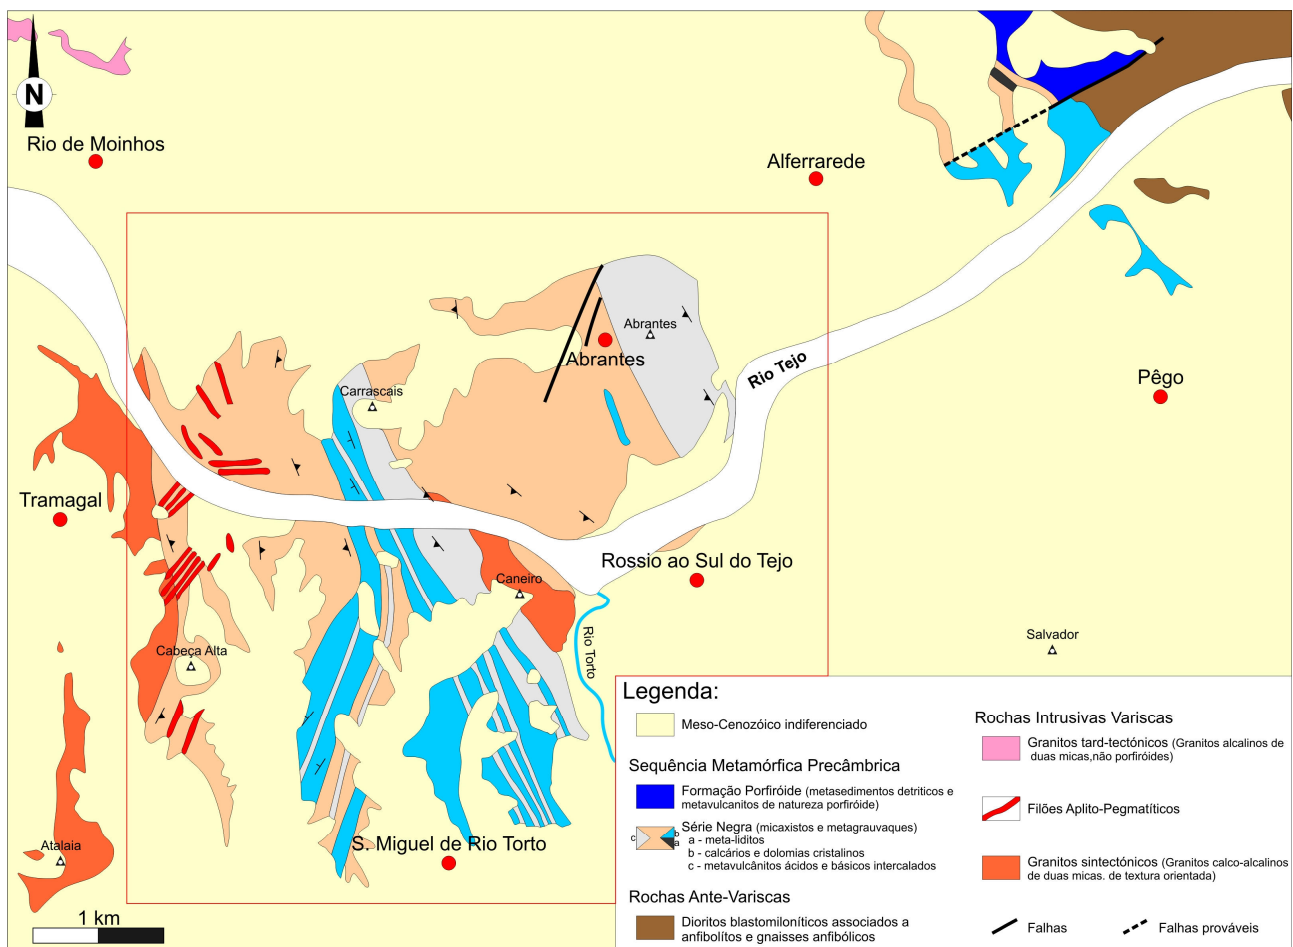 N
Rio de Moinhos
Alferrarede
Abrantes
Abrantes
Rio Tejo
Carrascais
Pêgo
Tramagal
Rossio ao Sul do Tejo
Caneiro
Rio Torto
Salvador
Cabeça Alta
S. Miguel de Rio Torto
Atalaia
1 km
Legenda:
Meso-Cenozóico indiferenciado
Sequência Metamórfica Precâmbrica
Formação Porfiróide (metasedimentos detriticos e
metavulcanitos de natureza porfiróide)
c
b
a
Série Negra (micaxistos e metagrauvaques)
a - meta-liditos
b - calcários e dolomias cristalinos
c - metavulcânitos ácidos e básicos intercalados
Rochas Ante-Variscas
Dioritos blastomiloníticos associados a
anfibolítos e gnaisses anfibólicos
Rochas Intrusivas Variscas
Granitos tard-tectónicos (Granitos alcalinos de
duas micas,não porfiróides)
Filões Aplito-Pegmatíticos
Granitos sintectónicos (Granitos calco-alcalinos
de duas micas. de textura orientada)
Falhas
Falhas prováveis